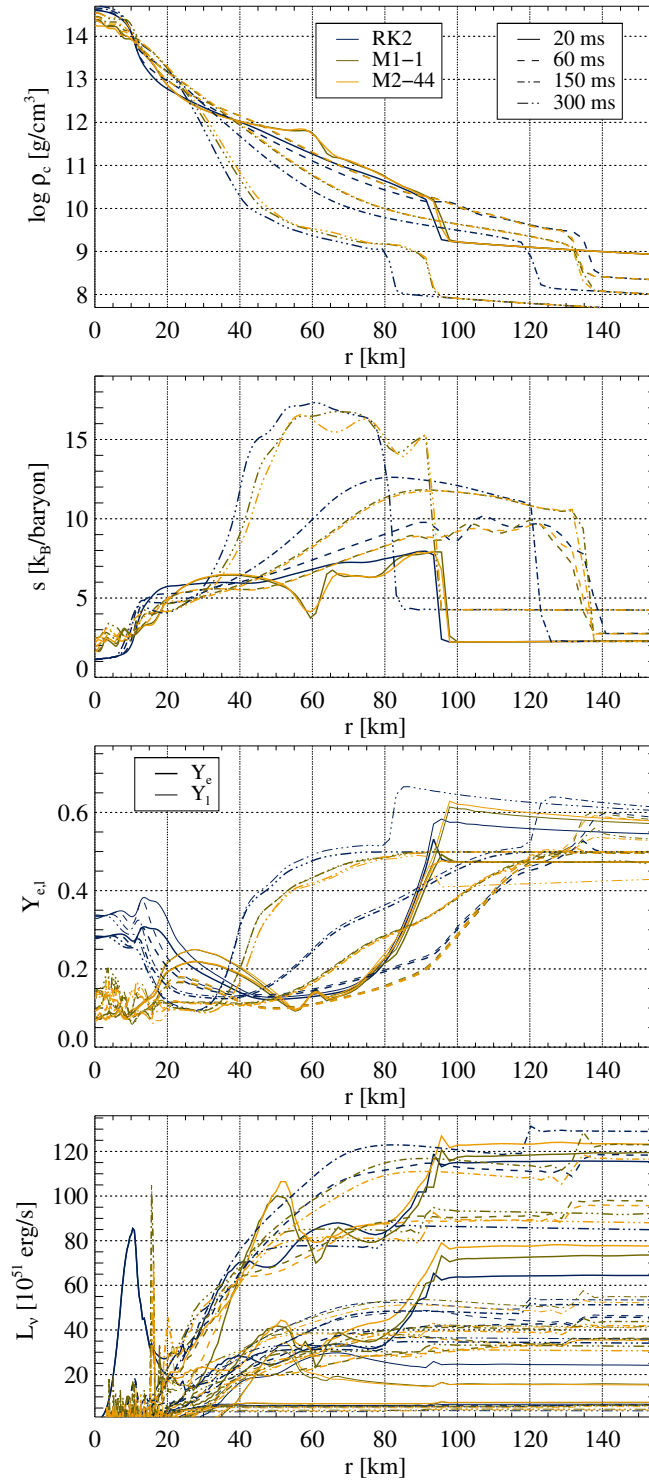 log ρc [g/cm³]
14
13
12
11
10
9
8
RK2
M1−1
M2−44
20 ms
60 ms
150 ms
300 ms
0 20 40 60 80 100 120 140
r [km]
s [kB/baryon]
15
10
5
0
0 20 40 60 80 100 120 140
r [km]
Ye,l
0.6
0.4
0.2
0.0
Ye
Yl
0 20 40 60 80 100 120 140
r [km]
Lν [10⁵¹ erg/s]
120
100
80
60
40
20
0 20 40 60 80 100 120 140
r [km]